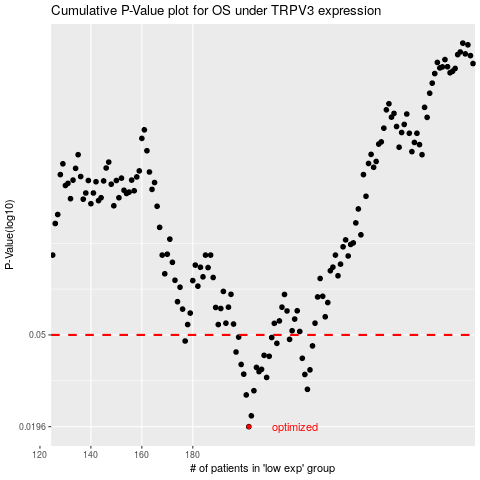 Cumulative P-Value plot for OS under TRPV3 expression
P-Value(log10)
0.05
0.0196
optimized
120 140 160 180
# of patients in 'low exp' group